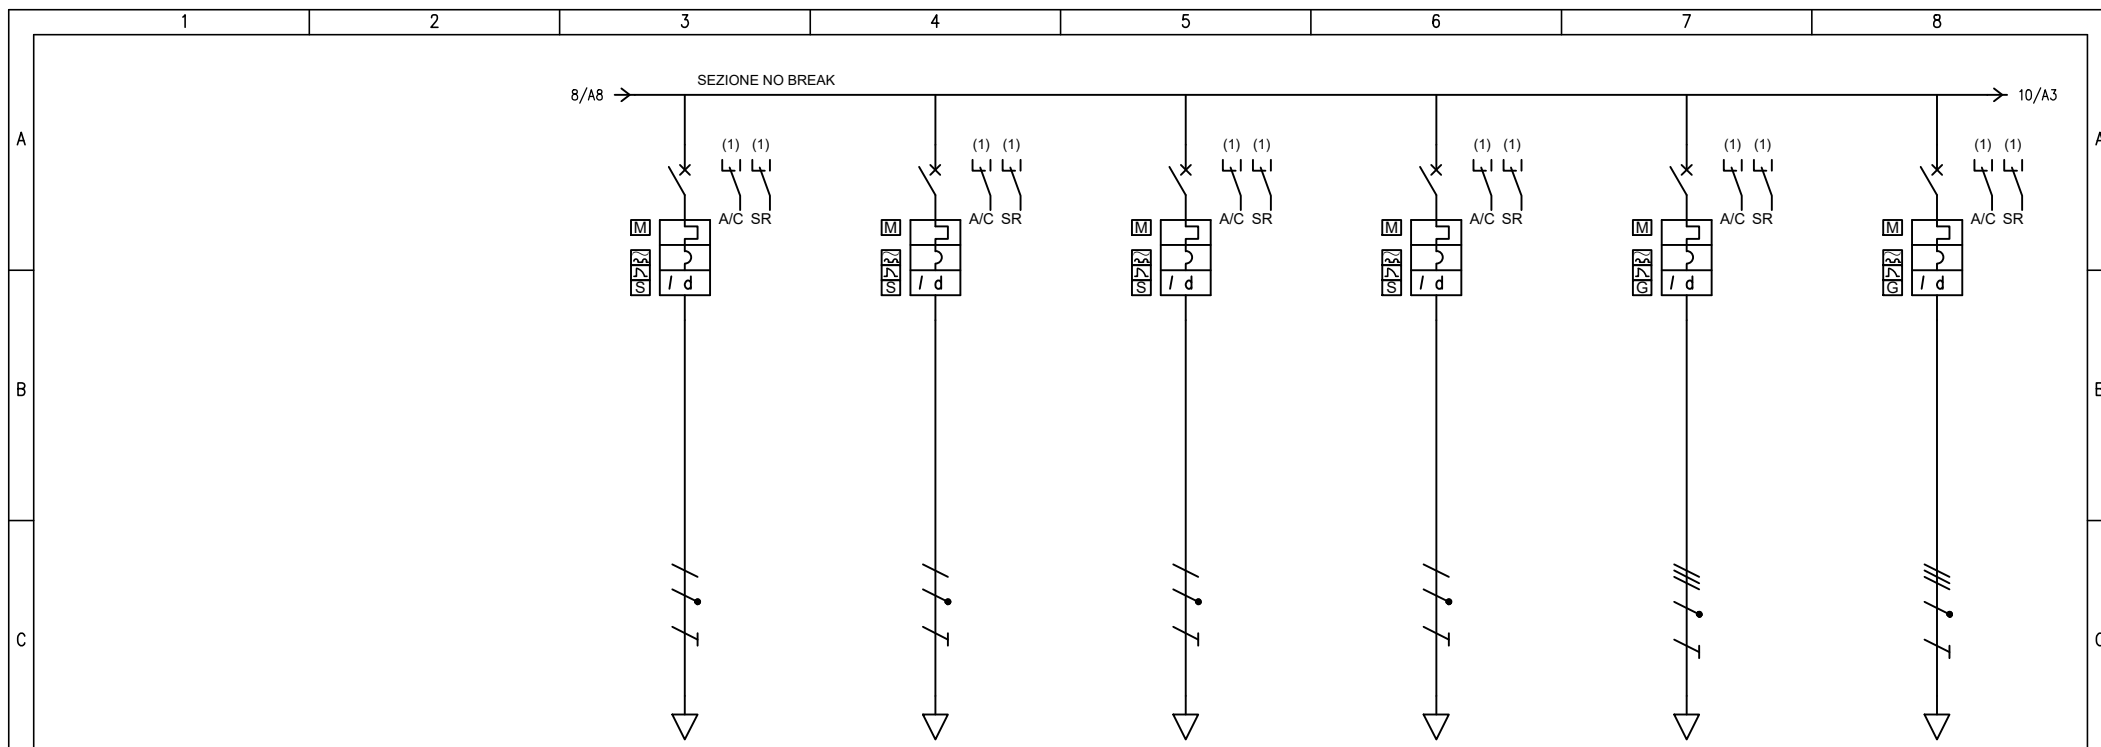 1 2 3 4 5 6 7 8
SEZIONE NO BREAK
8/A8 10/A3
A A
(1) (1) (1) (1) (1) (1) (1) (1) (1) (1) (1) (1)
A/C SR A/C SR A/C SR A/C SR A/C SR A/C SR
M M M M M M
S I d S I d S I d S I d G I d G I d
B B
C C